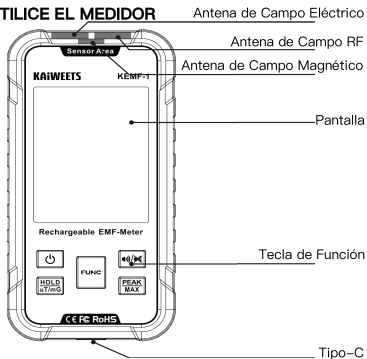 TILICE EL MEDIDOR
Antena de Campo Eléctrico
Antena de Campo RF
Antena de Campo Magnético
Sensor Area
KAIWEETS KEMF-1
Pantalla
Rechargeable EMF-Meter
Tecla de Función
FUNC
HOLD
uT/mG
PEAK
MAX
CE FC RoHS
Tipo-C